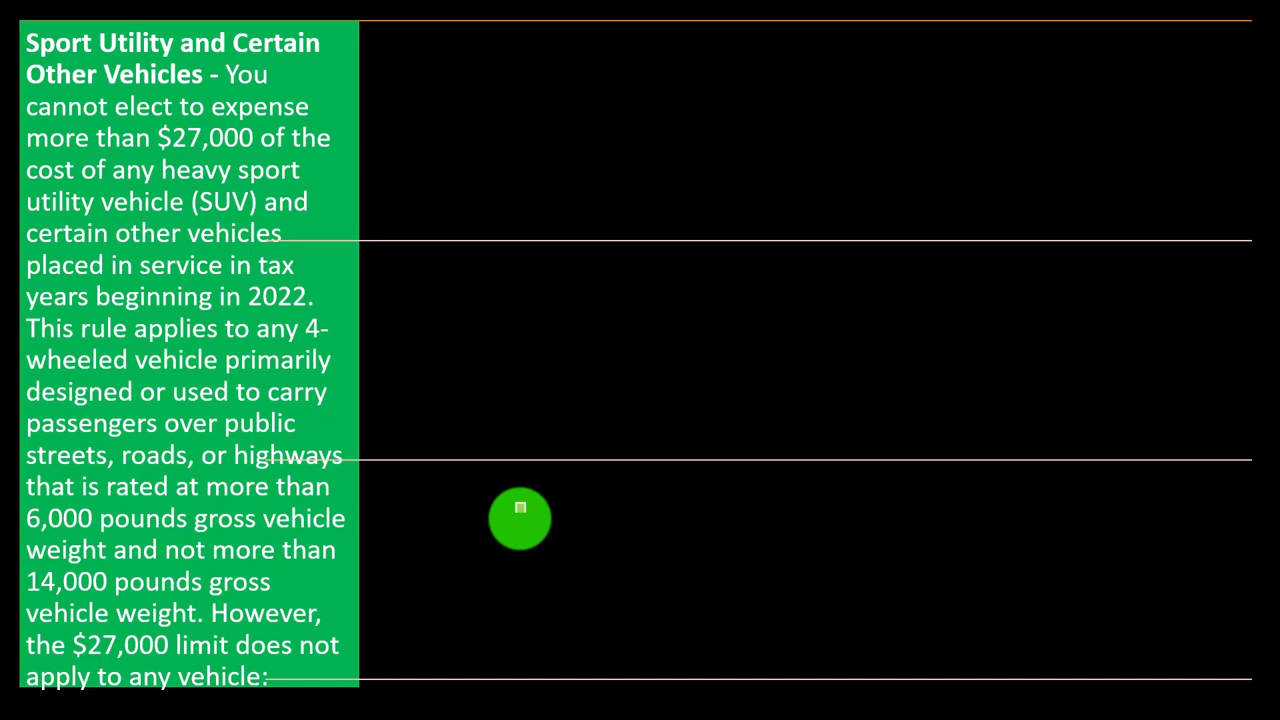 Sport Utility and Certain
Other Vehicles - You
cannot elect to expense
more than $27,000 of the
cost of any heavy sport
utility vehicle (SUV) and
certain other vehicles
placed in service in tax
years beginning in 2022.
This rule applies to any 4-
wheeled vehicle primarily
designed or used to carry
passengers over public
streets, roads, or highways
that is rated at more than
6,000 pounds gross vehicle
weight and not more than
14,000 pounds gross
vehicle weight. However,
the $27,000 limit does not
apply to any vehicle: